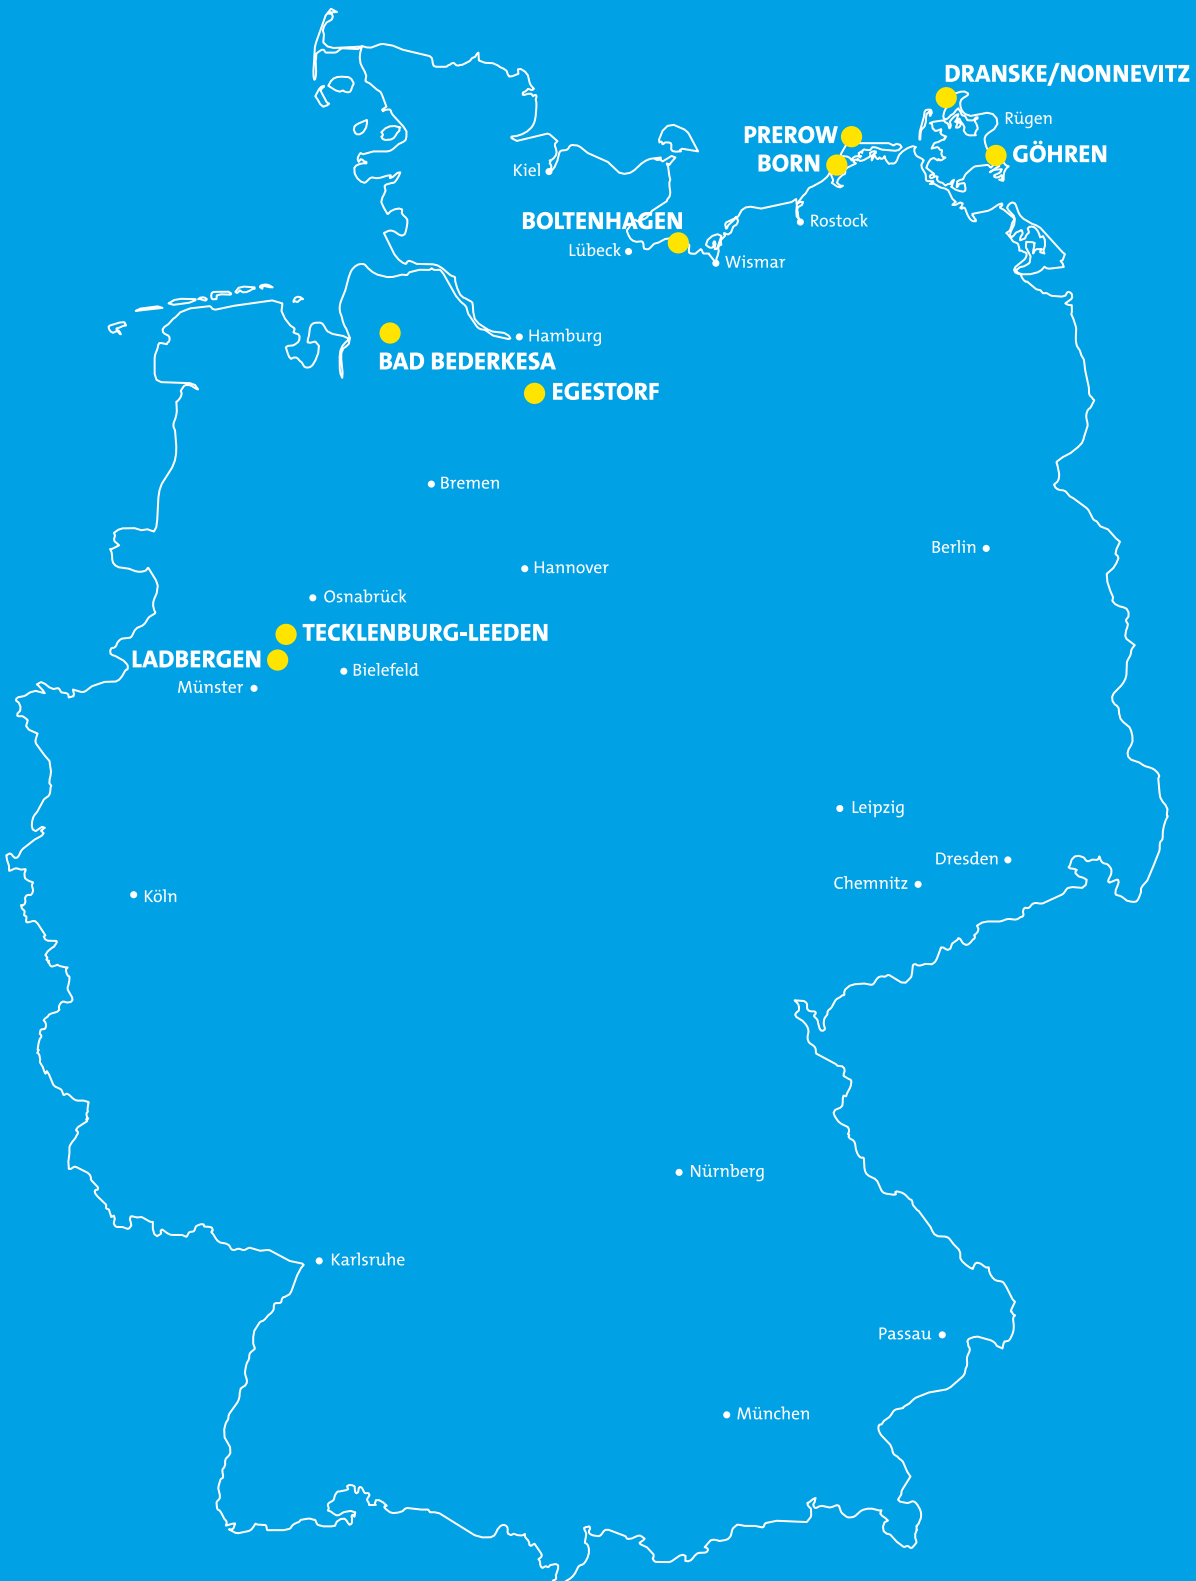 DRANSKE/NONNEVITZ
Rügen
PREROW
GÖHREN
BORN
Kiel
BOLTENHAGEN
Rostock
Lübeck
Wismar
Hamburg
BAD BEDERKESA
EGESTORF
Bremen
Berlin
Hannover
Osnabrück
TECKLENBURG-LEEDEN
LADBERGEN
Bielefeld
Münster
Leipzig
Dresden
Chemnitz
Köln
Nürnberg
Karlsruhe
Passau
München